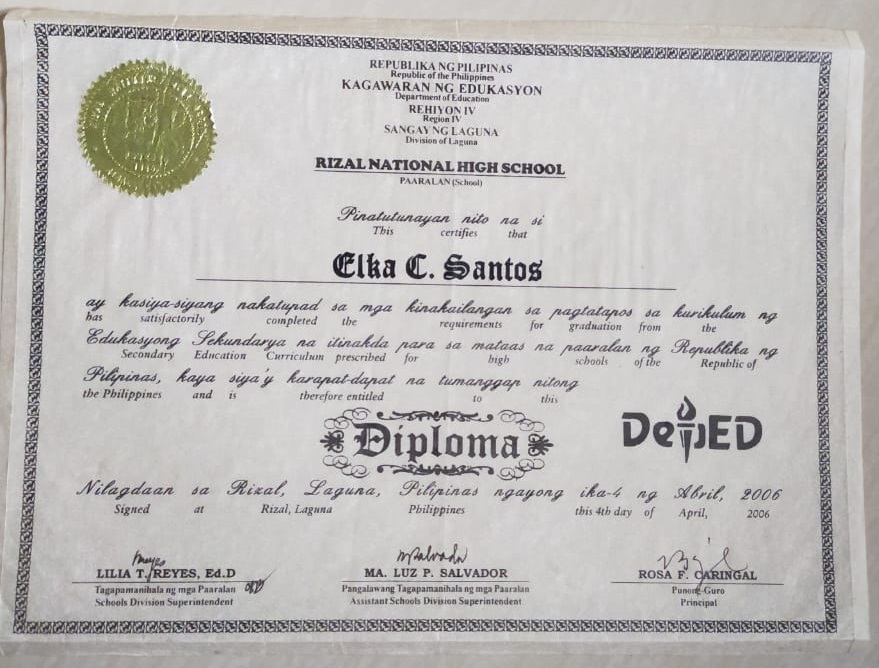 REPUBLIKA NG PILIPINAS
Republic of the Philippines
KAGAWARAN NG EDUKASYON
Department of Education
REHIYON IV
Region IV
SANGAY NG LAGUNA
Division of Laguna
RIZAL NATIONAL HIGH SCHOOL
PAARALAN (School)
Pinatutunayan nito na si
This certifies that
Elka C. Santos
ay kasiya-siyang nakatupad sa mga kinakailangan sa pagtatapos sa kurikulum ng
has satisfactorily completed the requirements for graduation from the
Edukasyong Sekundarya na itinakda para sa mataas na paaralan ng Republika ng
Secondary Education Curriculum prescribed for high schools of the Republic of
Pilipinas, kaya siya'y karapat-dapat na tumanggap nitong
the Philippines and is therefore entitled to this
Diploma
DepED
Nilagdaan sa Rizal, Laguna, Pilipinas ngayong ika-4 ng Abril, 2006
Signed at Rizal, Laguna Philippines this 4th day of April, 2006
LILIA T. REYES, Ed.D
Tagapamanihala ng mga Paaralan
Schools Division Superintendent
MA. LUZ P. SALVADOR
Pangalawang Tagapamanihala ng mga Paaralan
Assistant Schools Division Superintendent
ROSA F. CARINGAL
Punong-Guro
Principal